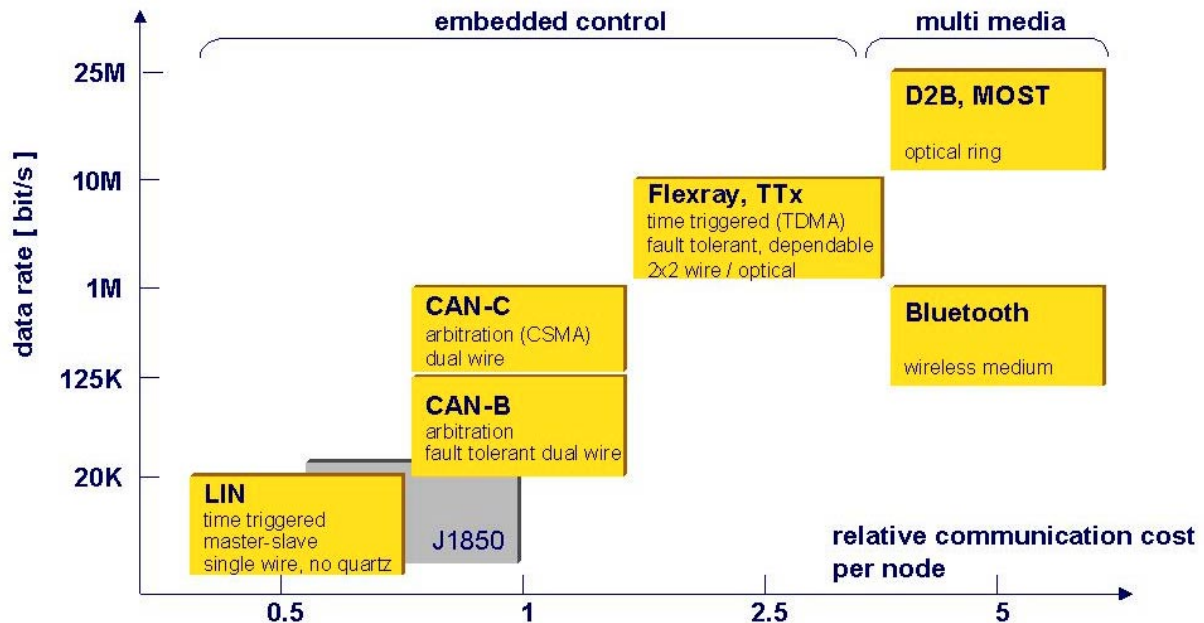 embedded control
multi media
25M
10M
1M
125K
20K
data rate [ bit/s ]
D2B, MOST
optical ring
Flexray, TTx
time triggered (TDMA)
fault tolerant, dependable
2x2 wire / optical
CAN-C
arbitration (CSMA)
dual wire
Bluetooth
wireless medium
CAN-B
arbitration
fault tolerant dual wire
LIN
time triggered
master-slave
single wire, no quartz
J1850
relative communication cost
per node
0.5
1
2.5
5